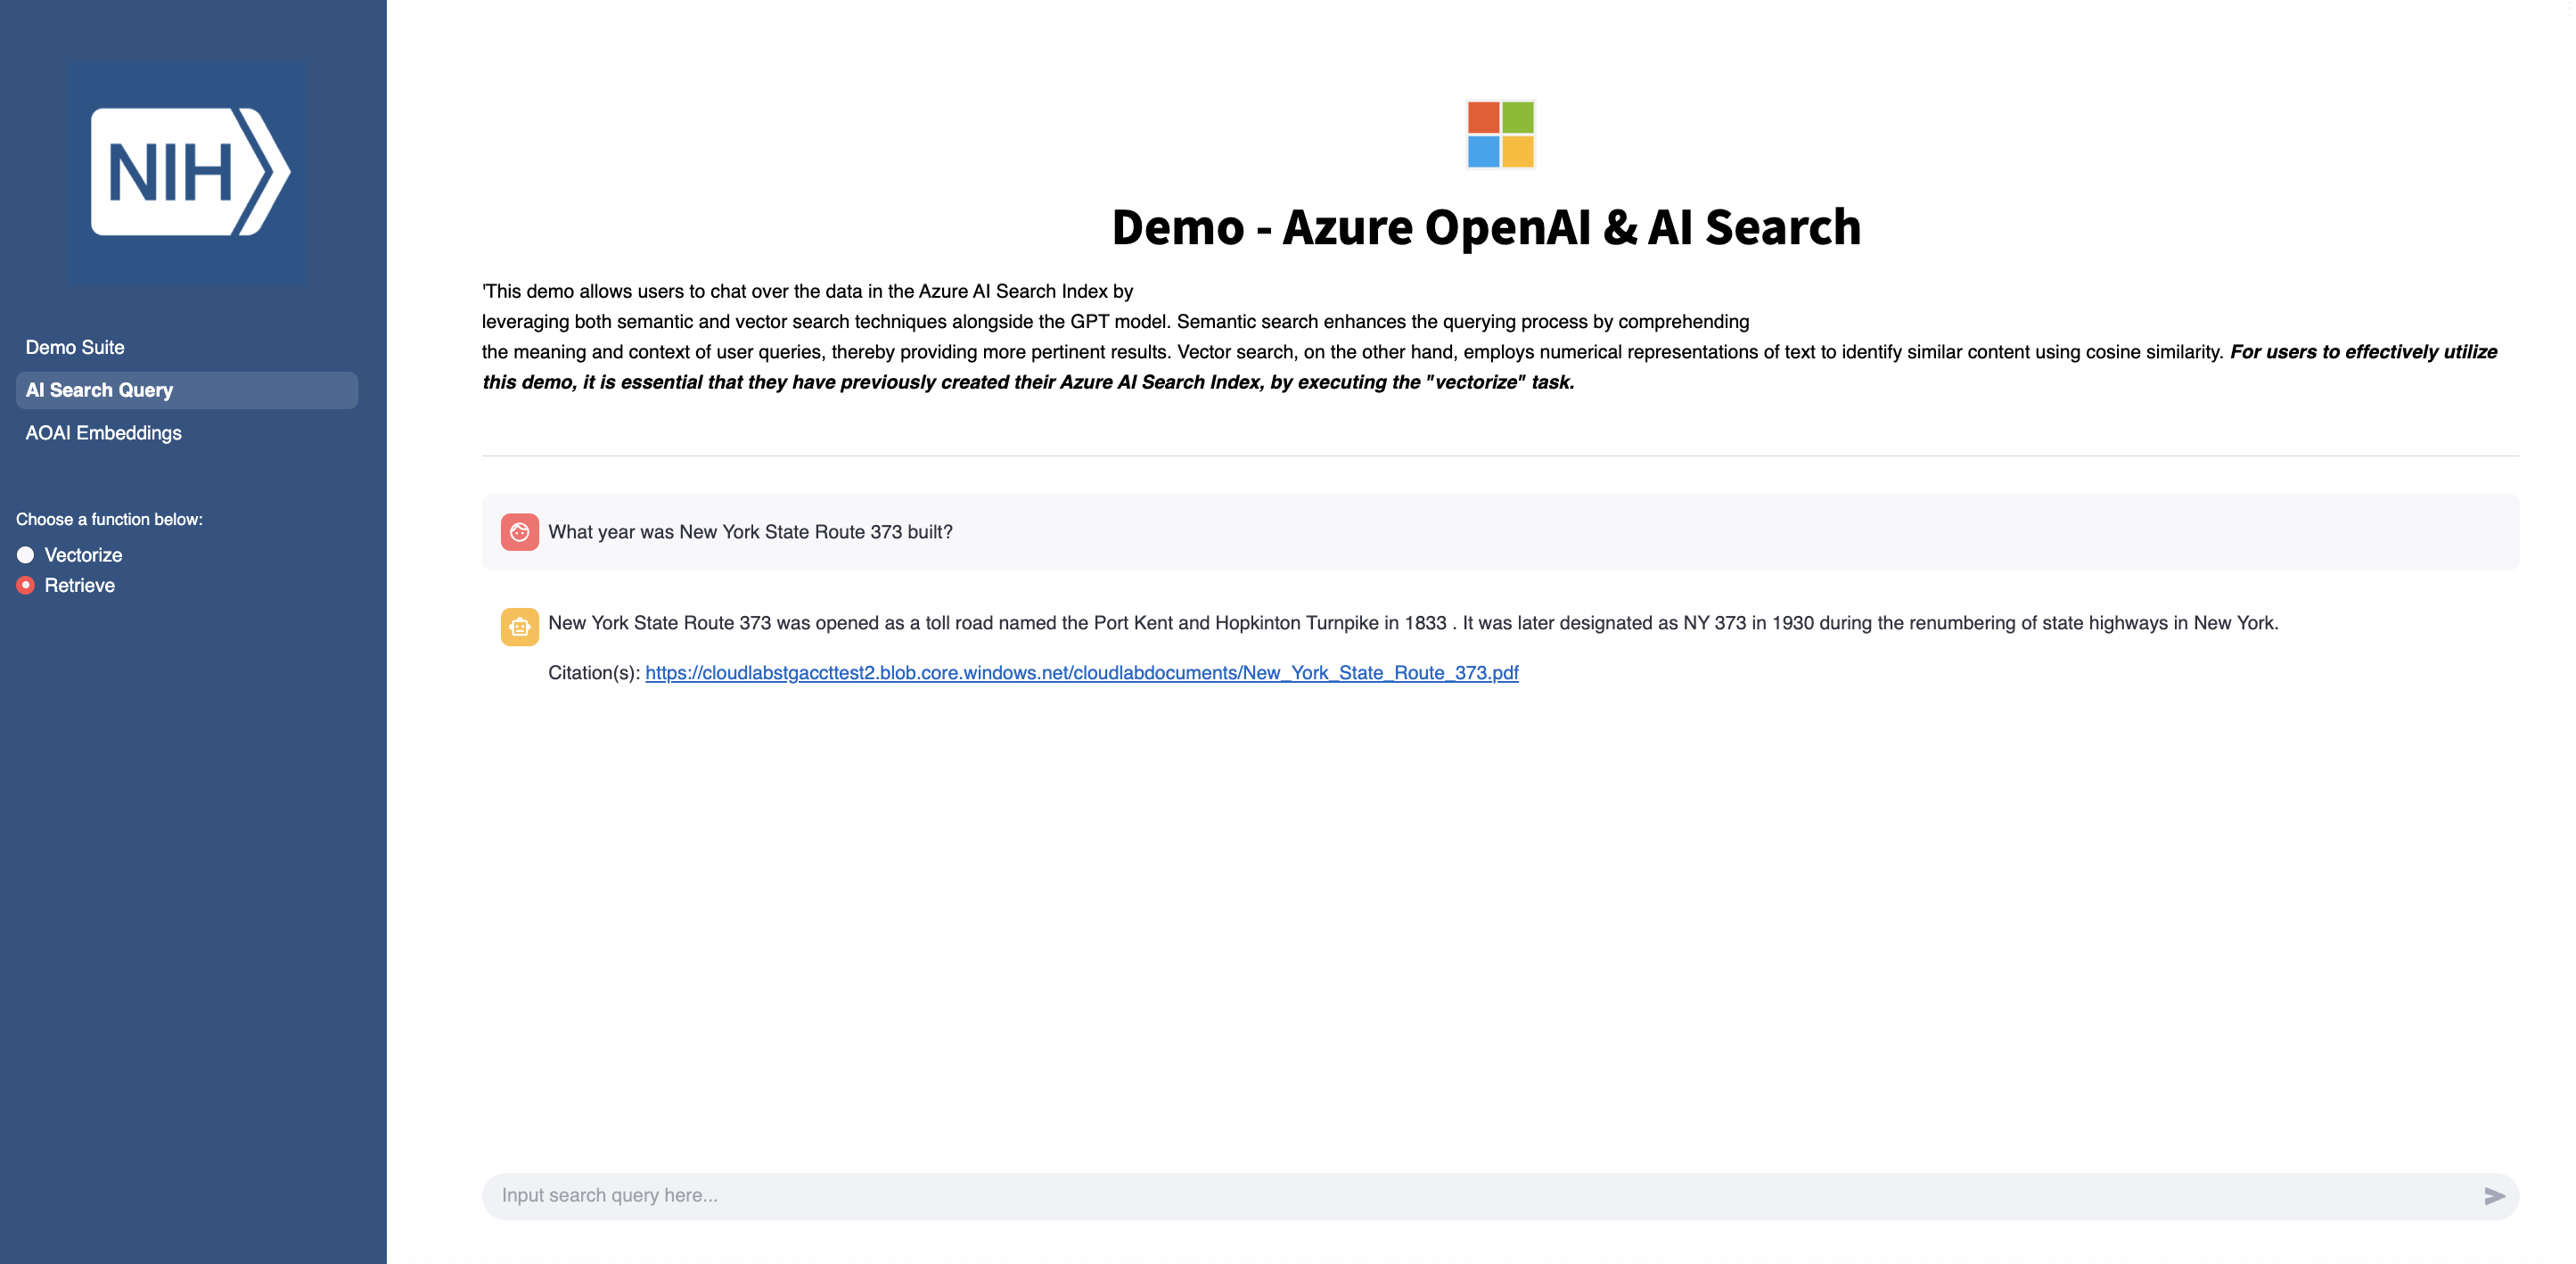 NIH
Demo Suite
AI Search Query
AOAI Embeddings
Choose a function below:
Vectorize
Retrieve
Demo - Azure OpenAI & AI Search
'This demo allows users to chat over the data in the Azure AI Search Index by
leveraging both semantic and vector search techniques alongside the GPT model. Semantic search enhances the querying process by comprehending
the meaning and context of user queries, thereby providing more pertinent results. Vector search, on the other hand, employs numerical representations of text to identify similar content using cosine similarity. For users to effectively utilize
this demo, it is essential that they have previously created their Azure AI Search Index, by executing the "vectorize" task.
What year was New York State Route 373 built?
New York State Route 373 was opened as a toll road named the Port Kent and Hopkinton Turnpike in 1833 . It was later designated as NY 373 in 1930 during the renumbering of state highways in New York.
Citation(s): https://cloudlabstgaccttest2.blob.core.windows.net/cloudlabdocuments/New_York_State_Route_373.pdf
Input search query here...